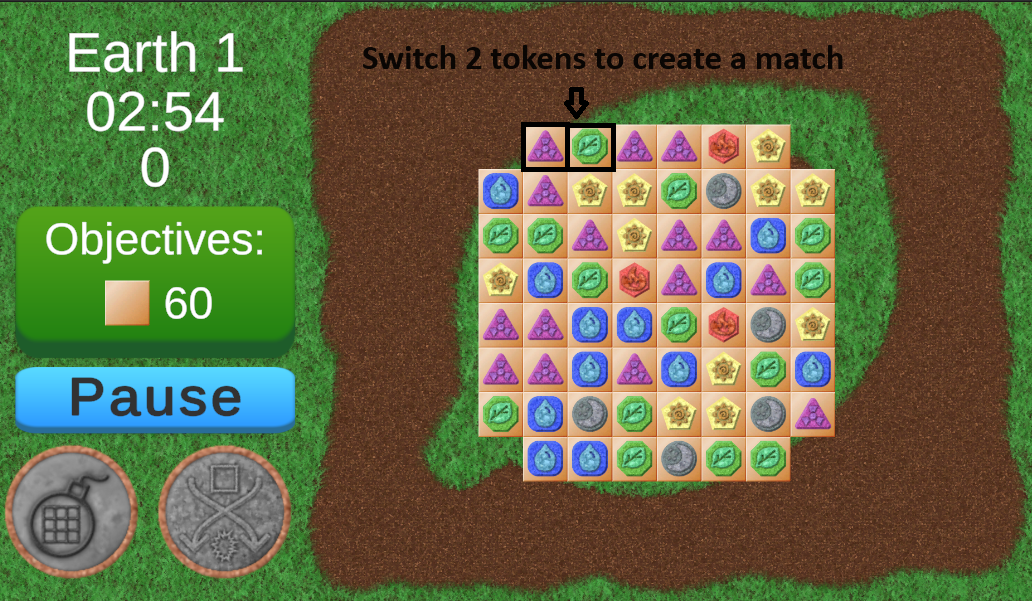 Earth 1
02:54
0
Objectives:
60
Pause
Switch 2 tokens to create a match